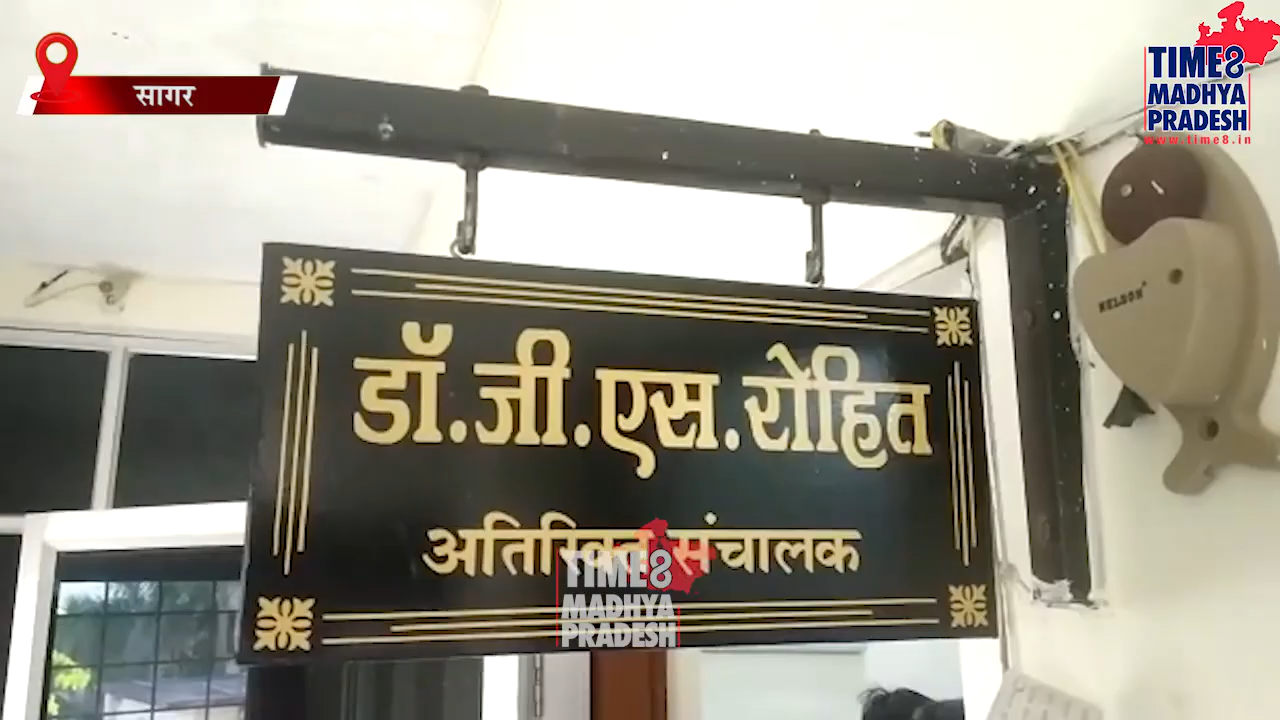 सागर
TIME8
MADHYA
PRADESH
www.time8.in
NELSON
डॉ.जी.एस.रोहित
अतिरिक्त संचालक
TIME8
MADHYA
PRADESH